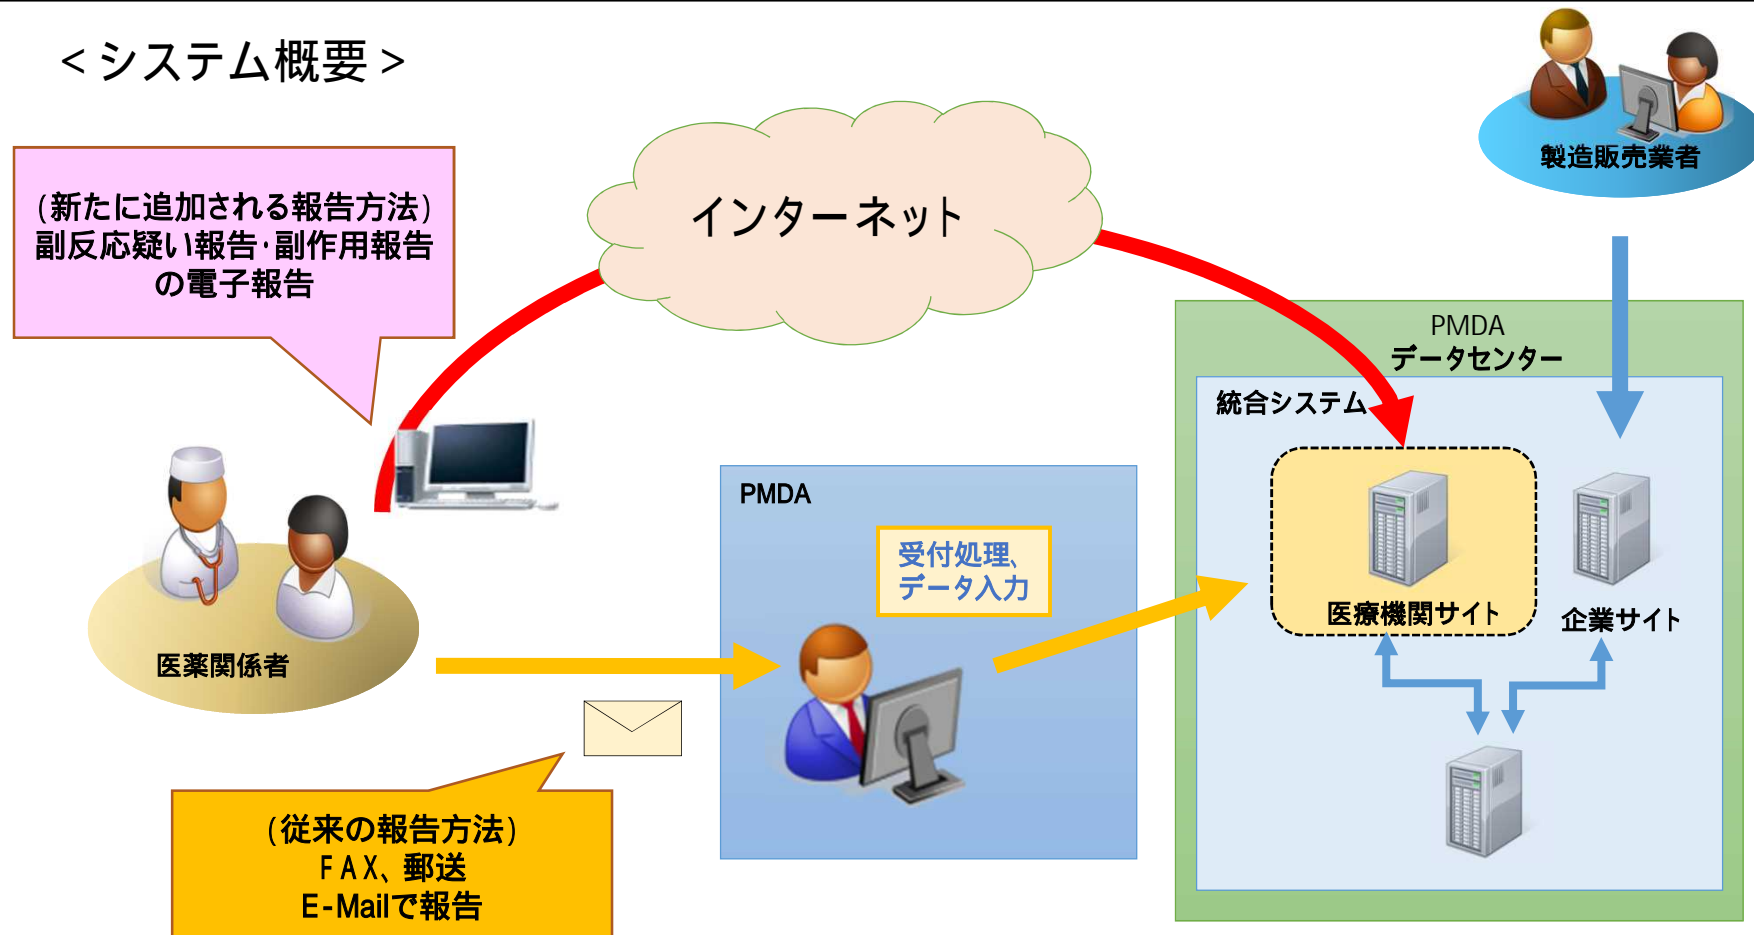 <システム概要>
製造販売業者
(新たに追加される報告方法)
副反応疑い報告・副作用報告
の電子報告
インターネット
PMDA
データセンター
統合システム
PMDA
受付処理、
データ入力
医療機関サイト
企業サイト
医薬関係者
(従来の報告方法)
FAX、郵送
E-Mailで報告